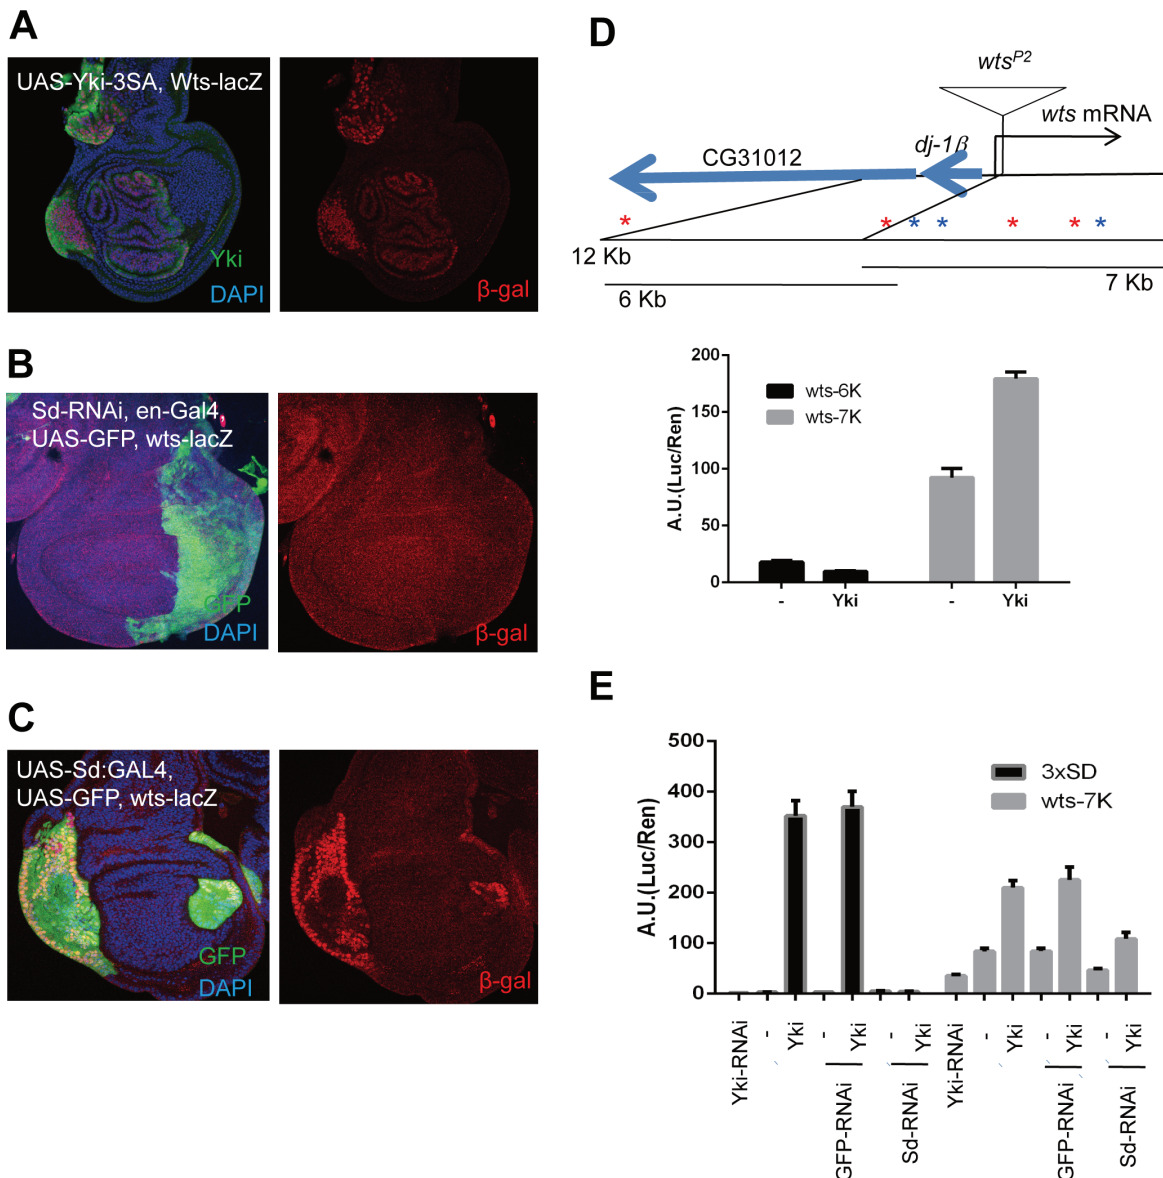 A
UAS-Yki-3SA, Wts-lacZ
Yki
DAPI
β-gal
B
Sd-RNAi, en-Gal4,
UAS-GFP, wts-lacZ
GFP
DAPI
β-gal
C
UAS-Sd:GAL4,
UAS-GFP, wts-lacZ
GFP
DAPI
β-gal
D
wtsP2
wts mRNA
dj-1β
CG31012
* * * * * * *
12 Kb
7 Kb
6 Kb
200
150
100
50
0
A.U.(Luc/Ren)
wts-6K
wts-7K
- Yki - Yki
E
500
400
300
200
100
0
A.U.(Luc/Ren)
3xSD
wts-7K
Yki-RNAi - Yki - Yki - Yki Yki-RNAi - Yki - Yki - Yki
GFP-RNAi Sd-RNAi GFP-RNAi Sd-RNAi